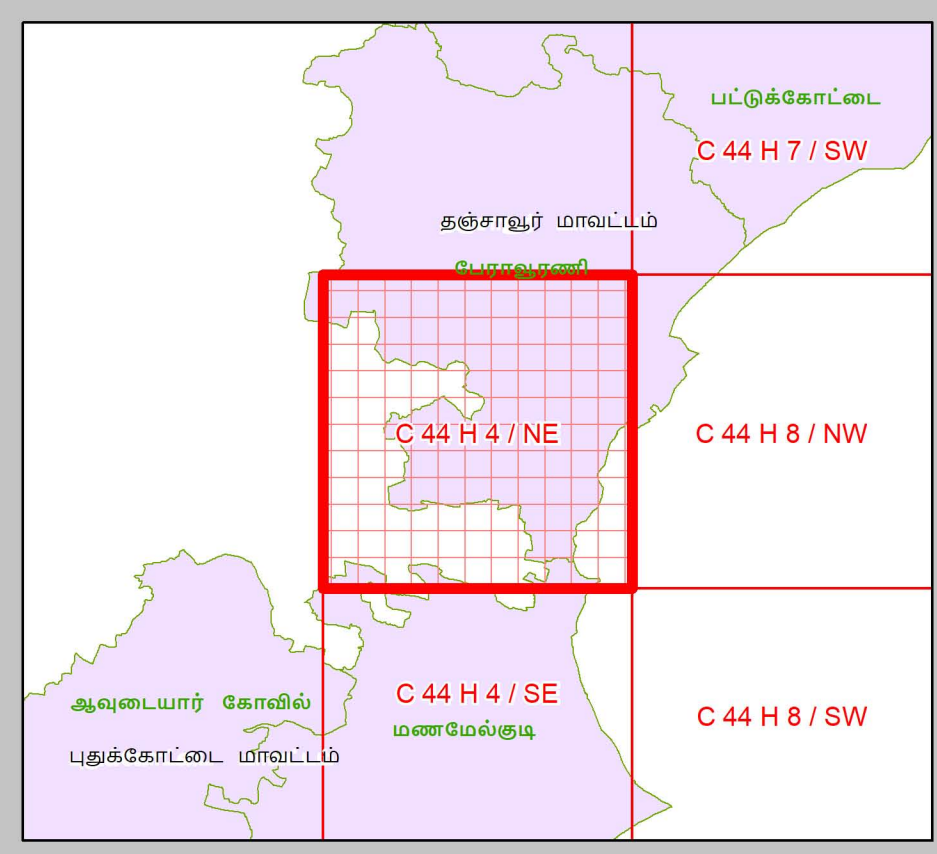 பட்டுக்கோட்டை
C 44 H 7 / SW
தஞ்சாவூர் மாவட்டம்
பேராவூரணி
C 44 H 4 / NE
C 44 H 8 / NW
C 44 H 4 / SE
ஆவுடையார் கோவில்
C 44 H 8 / SW
மணமேல்குடி
புதுக்கோட்டை மாவட்டம்